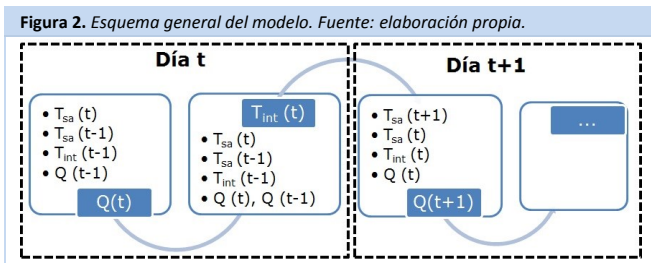 Figura 2. Esquema general del modelo. Fuente: elaboración propia.
Día t
• Tsa (t)
• Tsa (t-1)
• Tint (t-1)
• Q (t-1)
Q(t)
Tint (t)
• Tsa (t)
• Tsa (t-1)
• Tint (t-1)
• Q (t), Q (t-1)
Día t+1
• Tsa (t+1)
• Tsa (t)
• Tint (t)
• Q (t)
Q(t+1)
...